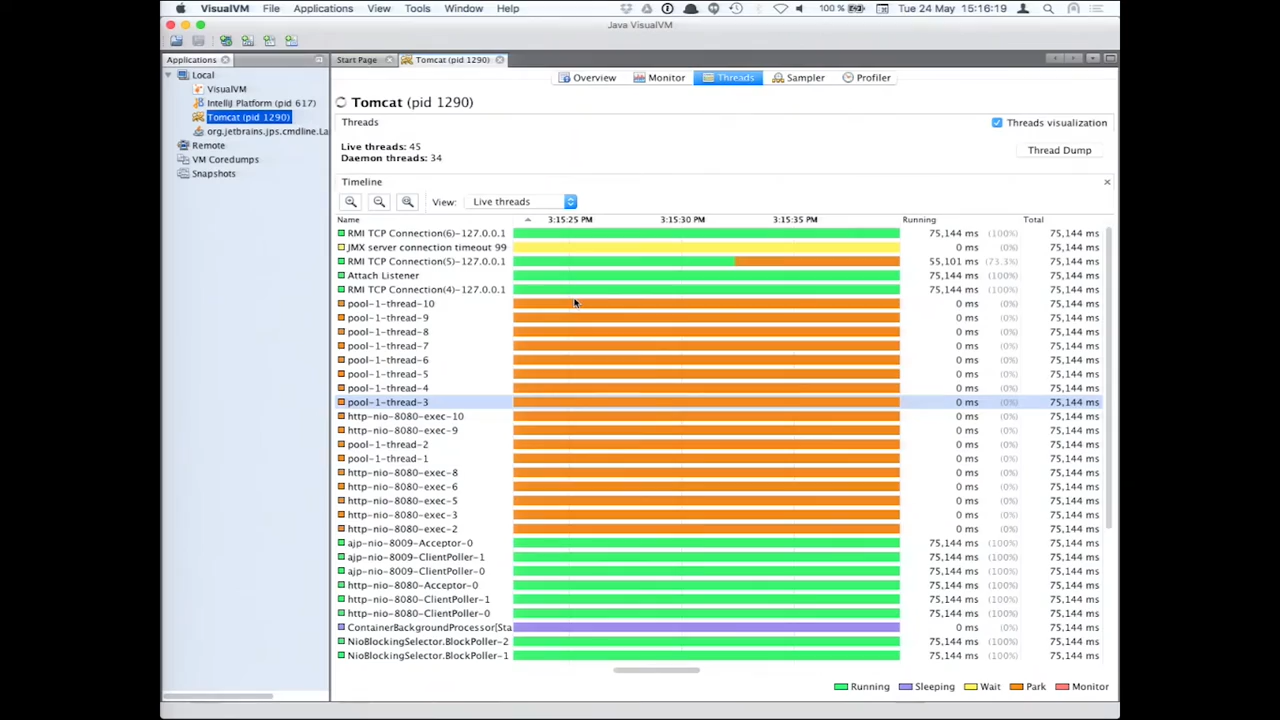 VisualVM File Applications View Tools Window Help 100 % Tue 24 May 15:16:19
Java VisualVM
Applications
Start Page Tomcat (pid 1290)
Local
VisualVM
IntelliJ Platform (pid 617)
Tomcat (pid 1290)
org.jetbrains.jps.cmdline.La
Remote
VM Coredumps
Snapshots
Overview Monitor Threads Sampler Profiler
Tomcat (pid 1290)
Threads Threads visualization
Live threads: 45
Daemon threads: 34
Thread Dump
Timeline
View: Live threads
Name 3:15:25 PM 3:15:30 PM 3:15:35 PM Running Total
RMI TCP Connection(6)-127.0.0.1 75,144 ms (100%) 75,144 ms
JMX server connection timeout 99 0 ms (0%) 75,144 ms
RMI TCP Connection(5)-127.0.0.1 55,101 ms (73.3%) 75,144 ms
Attach Listener 75,144 ms (100%) 75,144 ms
RMI TCP Connection(4)-127.0.0.1 75,144 ms (100%) 75,144 ms
pool-1-thread-10 0 ms (0%) 75,144 ms
pool-1-thread-9 0 ms (0%) 75,144 ms
pool-1-thread-8 0 ms (0%) 75,144 ms
pool-1-thread-7 0 ms (0%) 75,144 ms
pool-1-thread-6 0 ms (0%) 75,144 ms
pool-1-thread-5 0 ms (0%) 75,144 ms
pool-1-thread-4 0 ms (0%) 75,144 ms
pool-1-thread-3 0 ms (0%) 75,144 ms
http-nio-8080-exec-10 0 ms (0%) 75,144 ms
http-nio-8080-exec-9 0 ms (0%) 75,144 ms
pool-1-thread-2 0 ms (0%) 75,144 ms
pool-1-thread-1 0 ms (0%) 75,144 ms
http-nio-8080-exec-8 0 ms (0%) 75,144 ms
http-nio-8080-exec-6 0 ms (0%) 75,144 ms
http-nio-8080-exec-5 0 ms (0%) 75,144 ms
http-nio-8080-exec-3 0 ms (0%) 75,144 ms
http-nio-8080-exec-2 0 ms (0%) 75,144 ms
ajp-nio-8009-Acceptor-0 75,144 ms (100%) 75,144 ms
ajp-nio-8009-ClientPoller-1 75,144 ms (100%) 75,144 ms
ajp-nio-8009-ClientPoller-0 75,144 ms (100%) 75,144 ms
http-nio-8080-Acceptor-0 75,144 ms (100%) 75,144 ms
http-nio-8080-ClientPoller-1 75,144 ms (100%) 75,144 ms
http-nio-8080-ClientPoller-0 75,144 ms (100%) 75,144 ms
ContainerBackgroundProcessor[Sta 0 ms (0%) 75,144 ms
NioBlockingSelector.BlockPoller-2 75,144 ms (100%) 75,144 ms
NioBlockingSelector.BlockPoller-1 75,144 ms (100%) 75,144 ms
Running Sleeping Wait Park Monitor